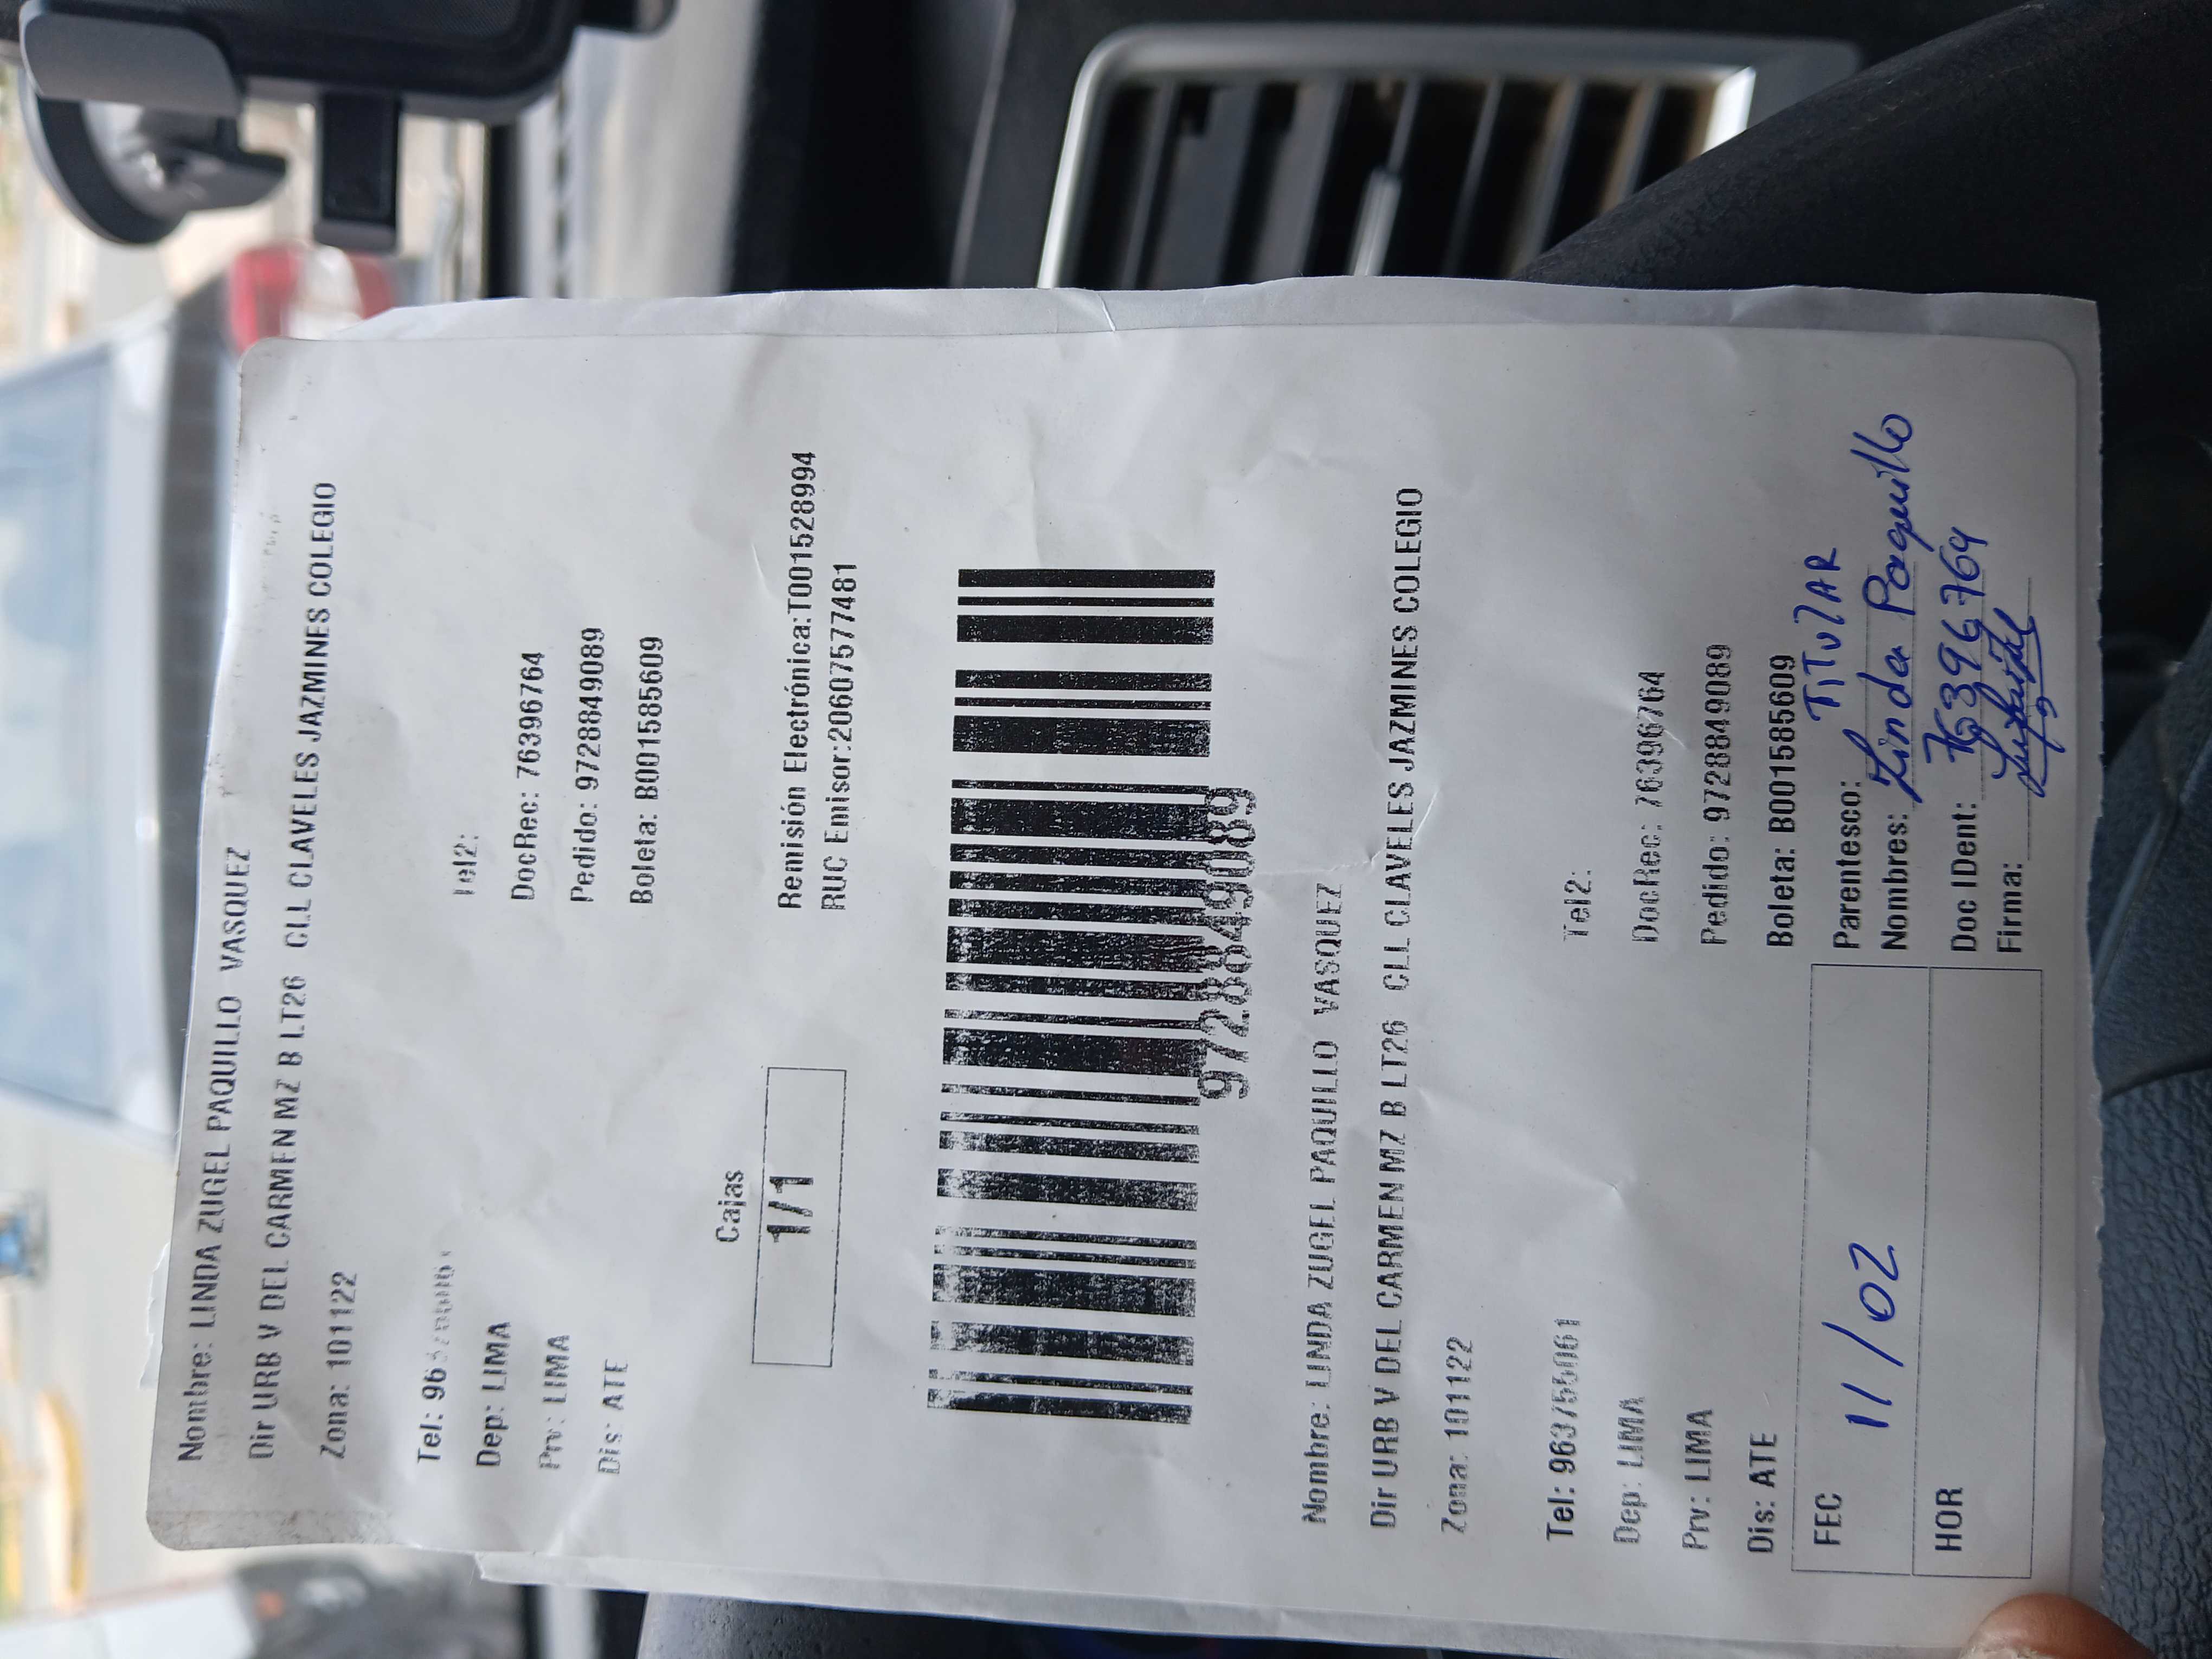 Nombre: LINDA ZUGEL PAQUILLO VASQUEZ
Dir URB V DEL CARMEN MZ B LT26 CLL CLAVELES JAZMINES COLEGIO
Zona: 101122
Tel: 96 Tel2:
Dep: LIMA DocRec: 76396764
Prv: LIMA Pedido: 972884908​9
Dis: ATE Boleta: B001585609
Cajas
1/1
Remisión Electrónica:T001528994
RUC Emisor:20607577481
9728849089
Nombre: LINDA ZUGEL PAQUILLO VASQUEZ
Dir URB V DEL CARMEN MZ B LT26 CLL CLAVELES JAZMINES COLEGIO
Zona: 101122
Tel: Tel2:
Dep: LIMA DocRec: 76396764
Prv: LIMA Pedido: 9728849089
Dis: ATE Boleta: B001585609
FEC 11/02
HOR
Parentesco: TITULAR
Nombres: Linda Paquillo
Doc IDent: 76396764
Firma: